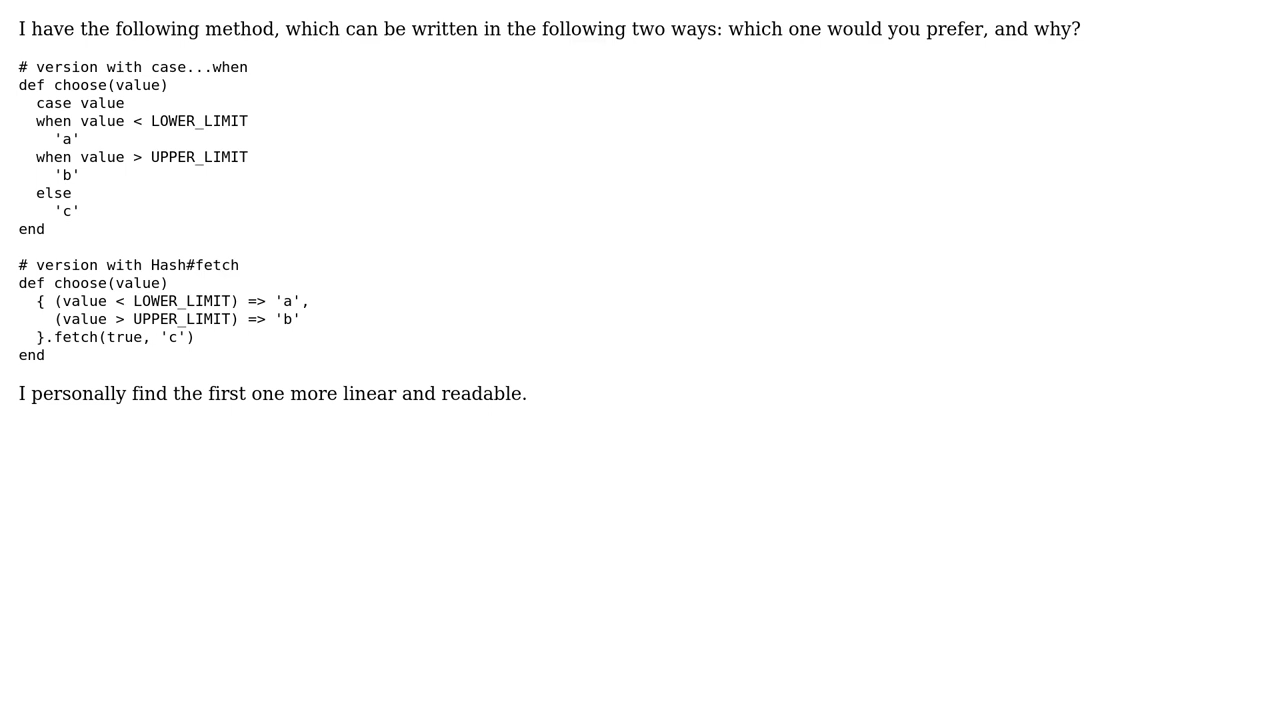 I have the following method, which can be written in the following two ways: which one would you prefer, and why?
# version with case...when
def choose(value)
  case value
  when value < LOWER_LIMIT
    'a'
  when value > UPPER_LIMIT
    'b'
  else
    'c'
end
# version with Hash#fetch
def choose(value)
  { (value < LOWER_LIMIT) => 'a',
    (value > UPPER_LIMIT) => 'b'
  }.fetch(true, 'c')
end
I personally find the first one more linear and readable.